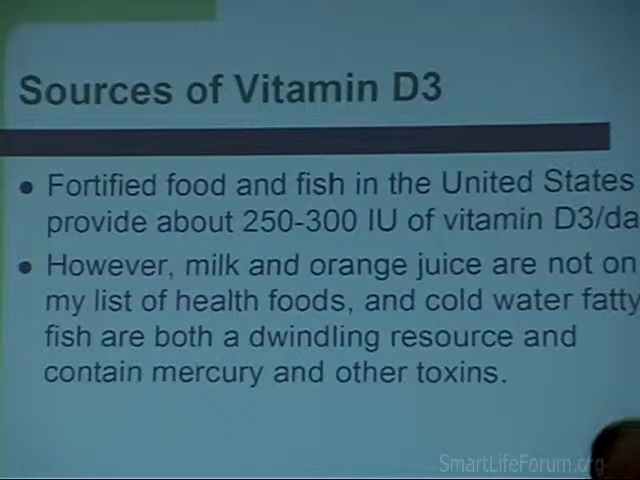 Sources of Vitamin D3
• Fortified food and fish in the United States
provide about 250-300 IU of vitamin D3/da
• However, milk and orange juice are not on
my list of health foods, and cold water fatty
fish are both a dwindling resource and
contain mercury and other toxins.
SmartLifeForum.org